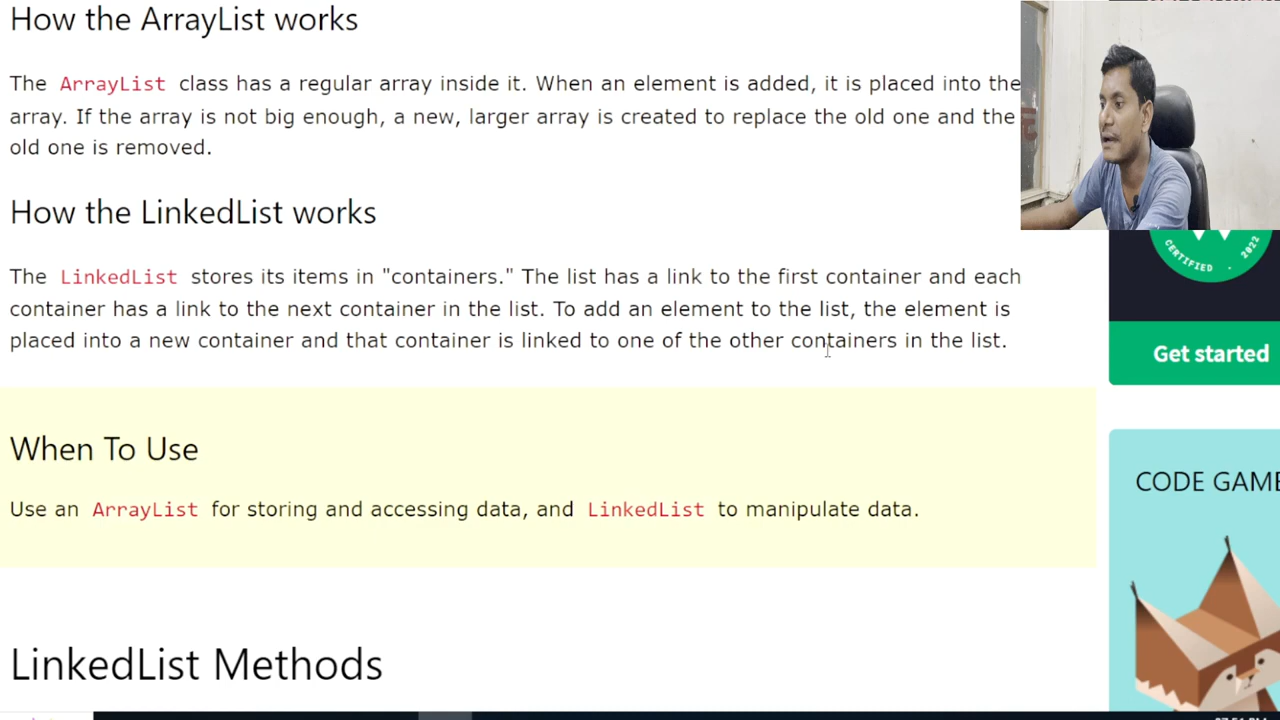 How the ArrayList works
The ArrayList class has a regular array inside it. When an element is added, it is placed into the
array. If the array is not big enough, a new, larger array is created to replace the old one and the
old one is removed.
How the LinkedList works
The LinkedList stores its items in "containers." The list has a link to the first container and each
container has a link to the next container in the list. To add an element to the list, the element is
placed into a new container and that container is linked to one of the other containers in the list.
CERTIFIED . 2022
Get started
When To Use
Use an ArrayList for storing and accessing data, and LinkedList to manipulate data.
CODE GAME
LinkedList Methods